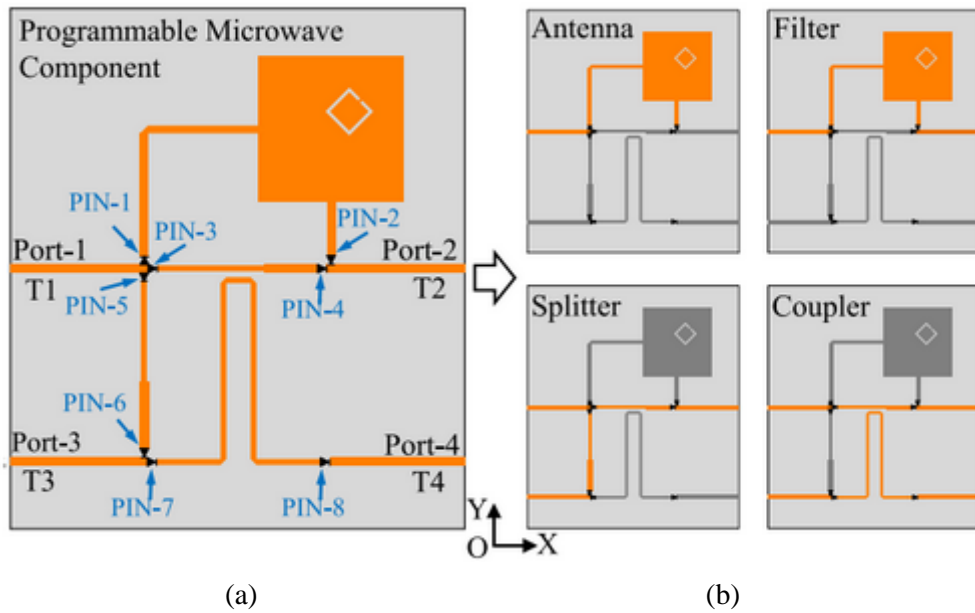 Programmable Microwave
Component
PIN-1
PIN-2
PIN-3
Port-1
Port-2
T1
T2
PIN-5
PIN-4
PIN-6
Port-3
Port-4
T3
T4
PIN-7
PIN-8
Y
O
X
Antenna
Filter
Splitter
Coupler
(a)
(b)